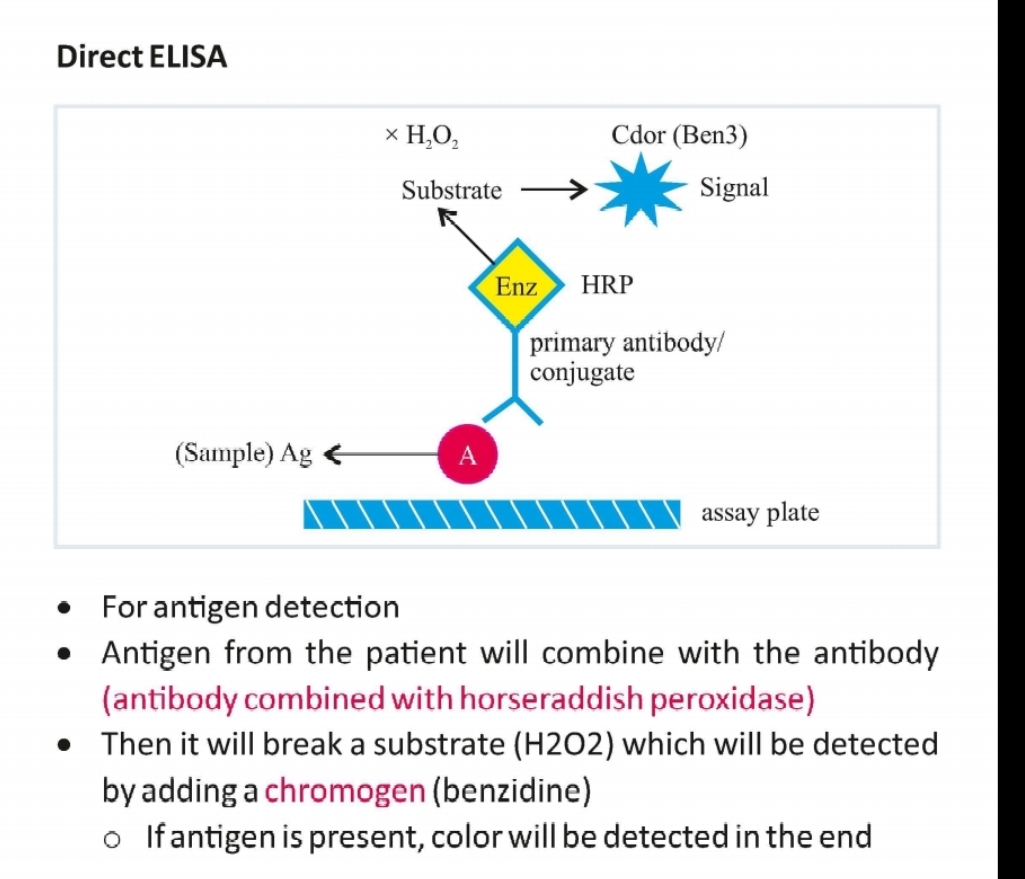 Direct ELISA
× H₂O₂
Cdor (Ben3)
Substrate
Signal
Enz
HRP
primary antibody/
conjugate
(Sample) Ag
A
assay plate
• For antigen detection
• Antigen from the patient will combine with the antibody
(antibody combined with horseraddish peroxidase)
• Then it will break a substrate (H2O2) which will be detected
by adding a chromogen (benzidine)
o If antigen is present, color will be detected in the end